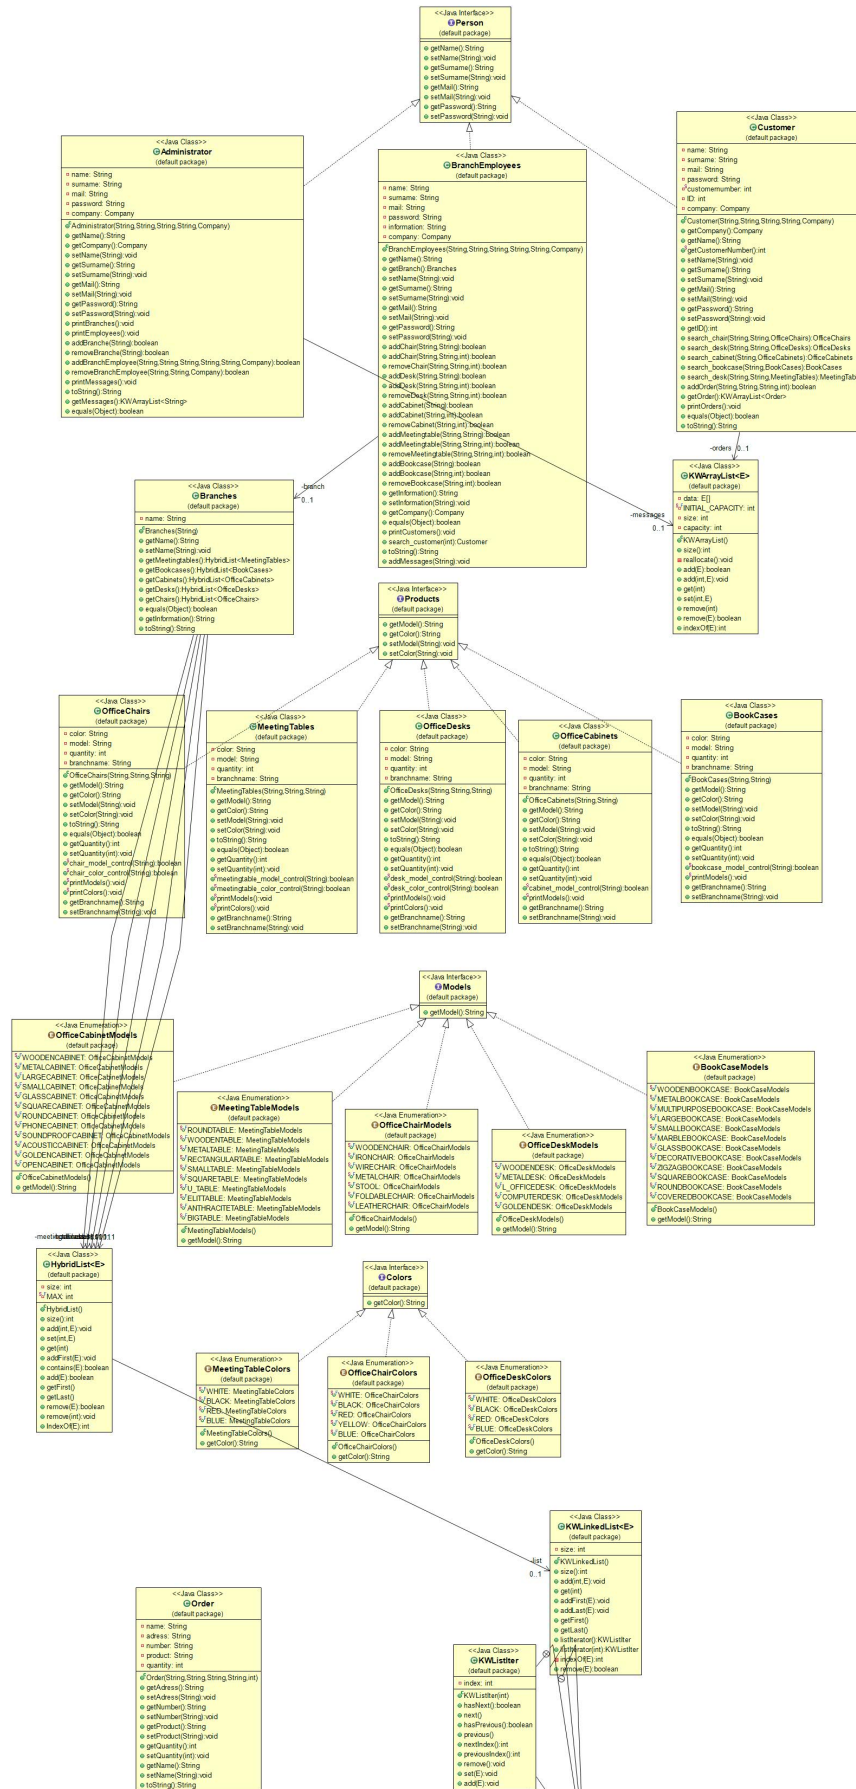 <<Java Interface>>
Person
(default package)
getName():String
setName(String):void
getSurname():String
setSurname(String):void
getMail():String
setMail(String):void
getPassword():String
setPassword(String):void
<<Java Class>>
Administrator
(default package)
name: String
surname: String
mail: String
password: String
company: Company
Administrator(String,String,String,String,Company)
getName():String
getCompany():Company
setName(String):void
getSurname():String
setSurname(String):void
getMail():String
setMail(String):void
getPassword():String
setPassword(String):void
printBranches():void
printEmployees():void
addBranche(String):boolean
removeBranche(String):boolean
addBranchEmployee(String,String,String,String,String,Company):boolean
removeBranchEmployee(String,String,Company):boolean
printMessages():void
toString():String
getMessages():KWArrayList<String>
equals(Object):boolean
<<Java Class>>
BranchEmployees
(default package)
name: String
surname: String
mail: String
password: String
information: String
company: Company
BranchEmployees(String,String,String,String,String,Company)
getName():String
getBranch():Branches
setName(String):void
getSurname():String
setSurname(String):void
getMail():String
setMail(String):void
getPassword():String
setPassword(String):void
addChair(String,String):boolean
addChair(String,String,int):boolean
removeChair(String,String,int):boolean
addDesk(String,String):boolean
addDesk(String,String,int):boolean
removeDesk(String,String,int):boolean
addCabinet(String):boolean
addCabinet(String,int):boolean
removeCabinet(String,int):boolean
addMeetingtable(String,String):boolean
addMeetingtable(String,String,int):boolean
removeMeetingtable(String,String,int):boolean
addBookcase(String):boolean
addBookcase(String,int):boolean
removeBookcase(String,int):boolean
getInformation():String
setInformation(String):void
getCompany():Company
equals(Object):boolean
printCustomers():void
search_customer(int):Customer
toString():String
addMessages(String):void
<<Java Class>>
Customer
(default package)
name: String
surname: String
mail: String
password: String
customernumber: int
ID: int
company: Company
Customer(String,String,String,String,Company)
getCompany():Company
getName():String
getCustomerNumber():int
setName(String):void
getSurname():String
setSurname(String):void
getMail():String
setMail(String):void
getPassword():String
setPassword(String):void
getID():int
search_chair(String,String,OfficeChairs):OfficeChairs
search_desk(String,String,OfficeDesks):OfficeDesks
search_cabinet(String,OfficeCabinets):OfficeCabinets
search_bookcase(String,BookCases):BookCases
search_desk(String,String,MeetingTables):MeetingTab
addOrder(String,String,String,int):boolean
getOrder():KWArrayList<Order>
printOrders():void
equals(Object):boolean
toString():String
-orders 0..1
-branch
0..1
-messages
0..1
<<Java Class>>
Branches
(default package)
name: String
Branches(String)
getName():String
setName(String):void
getMeetingtables():HybridList<MeetingTables>
getBookcases():HybridList<BookCases>
getCabinets():HybridList<OfficeCabinets>
getDesks():HybridList<OfficeDesks>
getChairs():HybridList<OfficeChairs>
equals(Object):boolean
getInformation():String
toString():String
<<Java Class>>
KWArrayList<E>
(default package)
data: E[]
INITIAL_CAPACITY: int
size: int
capacity: int
KWArrayList()
size():int
reallocate():void
add(E):boolean
add(int,E):void
get(int)
set(int,E)
remove(int)
remove(E):boolean
indexOf(E):int
<<Java Interface>>
Products
(default package)
getModel():String
getColor():String
setModel(String):void
setColor(String):void
<<Java Class>>
OfficeChairs
(default package)
color: String
model: String
quantity: int
branchname: String
OfficeChairs(String,String,String)
getModel():String
getColor():String
setModel(String):void
setColor(String):void
toString():String
equals(Object):boolean
getQuantity():int
setQuantity(int):void
chair_model_control(String):boolean
chair_color_control(String):boolean
printModels():void
printColors():void
getBranchname():String
setBranchname(String):void
<<Java Class>>
MeetingTables
(default package)
color: String
model: String
quantity: int
branchname: String
MeetingTables(String,String,String)
getModel():String
getColor():String
setModel(String):void
setColor(String):void
toString():String
equals(Object):boolean
getQuantity():int
setQuantity(int):void
meetingtable_model_control(String):boolean
meetingtable_color_control(String):boolean
printModels():void
printColors():void
getBranchname():String
setBranchname(String):void
<<Java Class>>
OfficeDesks
(default package)
color: String
model: String
quantity: int
branchname: String
OfficeDesks(String,String,String)
getModel():String
getColor():String
setModel(String):void
setColor(String):void
toString():String
equals(Object):boolean
getQuantity():int
setQuantity(int):void
desk_model_control(String):boolean
desk_color_control(String):boolean
printModels():void
printColors():void
getBranchname():String
setBranchname(String):void
<<Java Class>>
OfficeCabinets
(default package)
color: String
model: String
quantity: int
branchname: String
OfficeCabinets(String,String)
getModel():String
getColor():String
setModel(String):void
setColor(String):void
toString():String
equals(Object):boolean
getQuantity():int
setQuantity(int):void
cabinet_model_control(String):boolean
printModels():void
getBranchname():String
setBranchname(String):void
<<Java Class>>
BookCases
(default package)
color: String
model: String
quantity: int
branchname: String
BookCases(String,String)
getModel():String
getColor():String
setModel(String):void
setColor(String):void
toString():String
equals(Object):boolean
getQuantity():int
setQuantity(int):void
bookcase_model_control(String):boolean
printModels():void
getBranchname():String
setBranchname(String):void
<<Java Interface>>
Models
(default package)
getModel():String
<<Java Enumeration>>
OfficeCabinetModels
(default package)
WOODENCABINET: OfficeCabinetModels
METALCABINET: OfficeCabinetModels
LARGECABINET: OfficeCabinetModels
SMALLCABINET: OfficeCabinetModels
GLASSCABINET: OfficeCabinetModels
SQUARECABINET: OfficeCabinetModels
ROUNDCABINET: OfficeCabinetModels
PHONECABINET: OfficeCabinetModels
SOUNDPROOFCABINET: OfficeCabinetModels
ACOUSTICCABINET: OfficeCabinetModels
GOLDENCABINET: OfficeCabinetModels
OPENCABINET: OfficeCabinetModels
OfficeCabinetModels()
getModel():String
<<Java Enumeration>>
MeetingTableModels
(default package)
ROUNDTABLE: MeetingTableModels
WOODENTABLE: MeetingTableModels
METALTABLE: MeetingTableModels
RECTANGULARTABLE: MeetingTableModels
SMALLTABLE: MeetingTableModels
SQUARETABLE: MeetingTableModels
U_TABLE: MeetingTableModels
ELITTABLE: MeetingTableModels
ANTHRACITETABLE: MeetingTableModels
BIGTABLE: MeetingTableModels
MeetingTableModels()
getModel():String
<<Java Enumeration>>
OfficeChairModels
(default package)
WOODENCHAIR: OfficeChairModels
IRONCHAIR: OfficeChairModels
WIRECHAIR: OfficeChairModels
METALCHAIR: OfficeChairModels
STOOL: OfficeChairModels
FOLDABLECHAIR: OfficeChairModels
LEATHERCHAIR: OfficeChairModels
OfficeChairModels()
getModel():String
<<Java Enumeration>>
OfficeDeskModels
(default package)
WOODENDESK: OfficeDeskModels
METALDESK: OfficeDeskModels
L_OFFICEDESK: OfficeDeskModels
COMPUTERDESK: OfficeDeskModels
GOLDENDESK: OfficeDeskModels
OfficeDeskModels()
getModel():String
<<Java Enumeration>>
BookCaseModels
(default package)
WOODENBOOKCASE: BookCaseModels
METALBOOKCASE: BookCaseModels
MULTIPURPOSEBOOKCASE: BookCaseModels
LARGEBOOKCASE: BookCaseModels
SMALLBOOKCASE: BookCaseModels
MARBLEBOOKCASE: BookCaseModels
GLASSBOOKCASE: BookCaseModels
DECORATIVEBOOKCASE: BookCaseModels
ZIGZAGBOOKCASE: BookCaseModels
SQUAREBOOKCASE: BookCaseModels
ROUNDBOOKCASE: BookCaseModels
COVEREDBOOKCASE: BookCaseModels
BookCaseModels()
getModel():String
<<Java Class>>
HybridList<E>
(default package)
size: int
MAX: int
HybridList()
size():int
add(int,E):void
set(int,E)
get(int)
addFirst(E):void
contains(E):boolean
add(E):boolean
getFirst()
getLast()
remove(E):boolean
remove(int):void
IndexOf(E):int
<<Java Interface>>
Colors
(default package)
getColor():String
<<Java Enumeration>>
MeetingTableColors
(default package)
WHITE: MeetingTableColors
BLACK: MeetingTableColors
RED: MeetingTableColors
BLUE: MeetingTableColors
MeetingTableColors()
getColor():String
<<Java Enumeration>>
OfficeChairColors
(default package)
WHITE: OfficeChairColors
BLACK: OfficeChairColors
RED: OfficeChairColors
YELLOW: OfficeChairColors
BLUE: OfficeChairColors
OfficeChairColors()
getColor():String
<<Java Enumeration>>
OfficeDeskColors
(default package)
WHITE: OfficeDeskColors
BLACK: OfficeDeskColors
RED: OfficeDeskColors
BLUE: OfficeDeskColors
OfficeDeskColors()
getColor():String
-list
0..1
<<Java Class>>
KWLinkedList<E>
(default package)
size: int
KWLinkedList()
size():int
add(int,E):void
get(int)
addFirst(E):void
addLast(E):void
getFirst()
getLast()
listIterator():KWListIter
listIterator(int):KWListIter
indexOf(E):int
remove(E):boolean
<<Java Class>>
Order
(default package)
name: String
adress: String
number: String
product: String
quantity: int
Order(String,String,String,String,int)
getAdress():String
setAdress(String):void
getNumber():String
setNumber(String):void
getProduct():String
setProduct(String):void
getQuantity():int
setQuantity(int):void
getName():String
setName(String):void
toString():String
<<Java Class>>
KWListIter
(default package)
index: int
KWListIter(int)
hasNext():boolean
next()
hasPrevious():boolean
previous()
nextIndex():int
previousIndex():int
remove():void
set(E):void
add(E):void